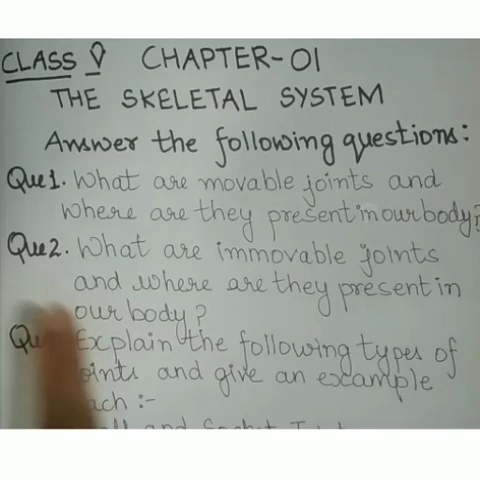 CLASS V CHAPTER-01
THE SKELETAL SYSTEM
Answer the following questions:
Que1. What are movable joints and
where are they present in our body?
Que2. What are immovable joints
and where are they present in
our body?
Explain the following types of
and give an example
:-
and